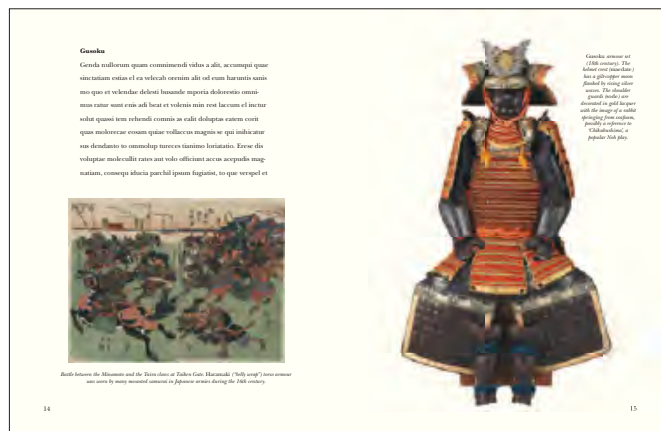 Gusoku
Genda nullorum quam comnimendi vidus a alit, accumqui quae
sinctatiam estias el ea velecab orenim alit od eum haruntis sanis
mo quo et velendae delesti busande mporia dolorestio omni-
mus ratur sunt enis adi beat et volenis min rest laccum el inctur
solut quassi tem rehendi comnis as ealit doluptas eatem corit
quas molorecae eosam quiae vollaccus magnis se qui inihicatur
sus dendanto to ommolup tureces tianimo loriatatio. Erese dis
voluptae molecullit rates aut volo officiunt accus acepudis mag-
natiam, consequ iducia parchil ipsum fugiatist, to que verspel et
Battle between the Minamoto and the Taira clans at Taiken Gate. Haramaki ("belly wrap") torso armour
was worn by many mounted samurai in Japanese armies during the 16th century.
14
Gusoku armour set
(18th century). The
helmet crest (maedate)
has a gilt-copper moon
flanked by rising silver
waves. The shoulder
guards (sode) are
decorated in gold lacquer
with the image of a rabbit
springing from seafoam,
possibly a reference to
'Chikubushima', a
popular Noh play.
15